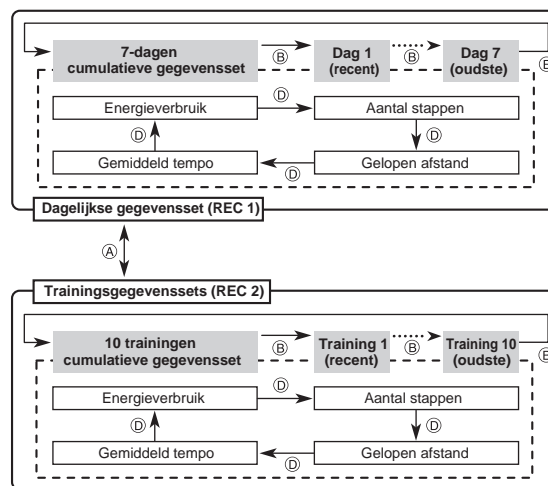 7-dagen
cumulatieve gegevensset
Ⓑ
Dag 1
(recent)
Ⓑ
Dag 7
(oudste)
Ⓑ
Energieverbruik
Ⓓ
Aantal stappen
Ⓓ
Ⓓ
Gemiddeld tempo
Ⓓ
Gelopen afstand
Dagelijkse gegevensset (REC 1)
Ⓐ
Trainingsgegevenssets (REC 2)
10 trainingen
cumulatieve gegevensset
Ⓑ
Training 1
(recent)
Ⓑ
Training 10
(oudste)
Ⓑ
Energieverbruik
Ⓓ
Aantal stappen
Ⓓ
Ⓓ
Gemiddeld tempo
Ⓓ
Gelopen afstand